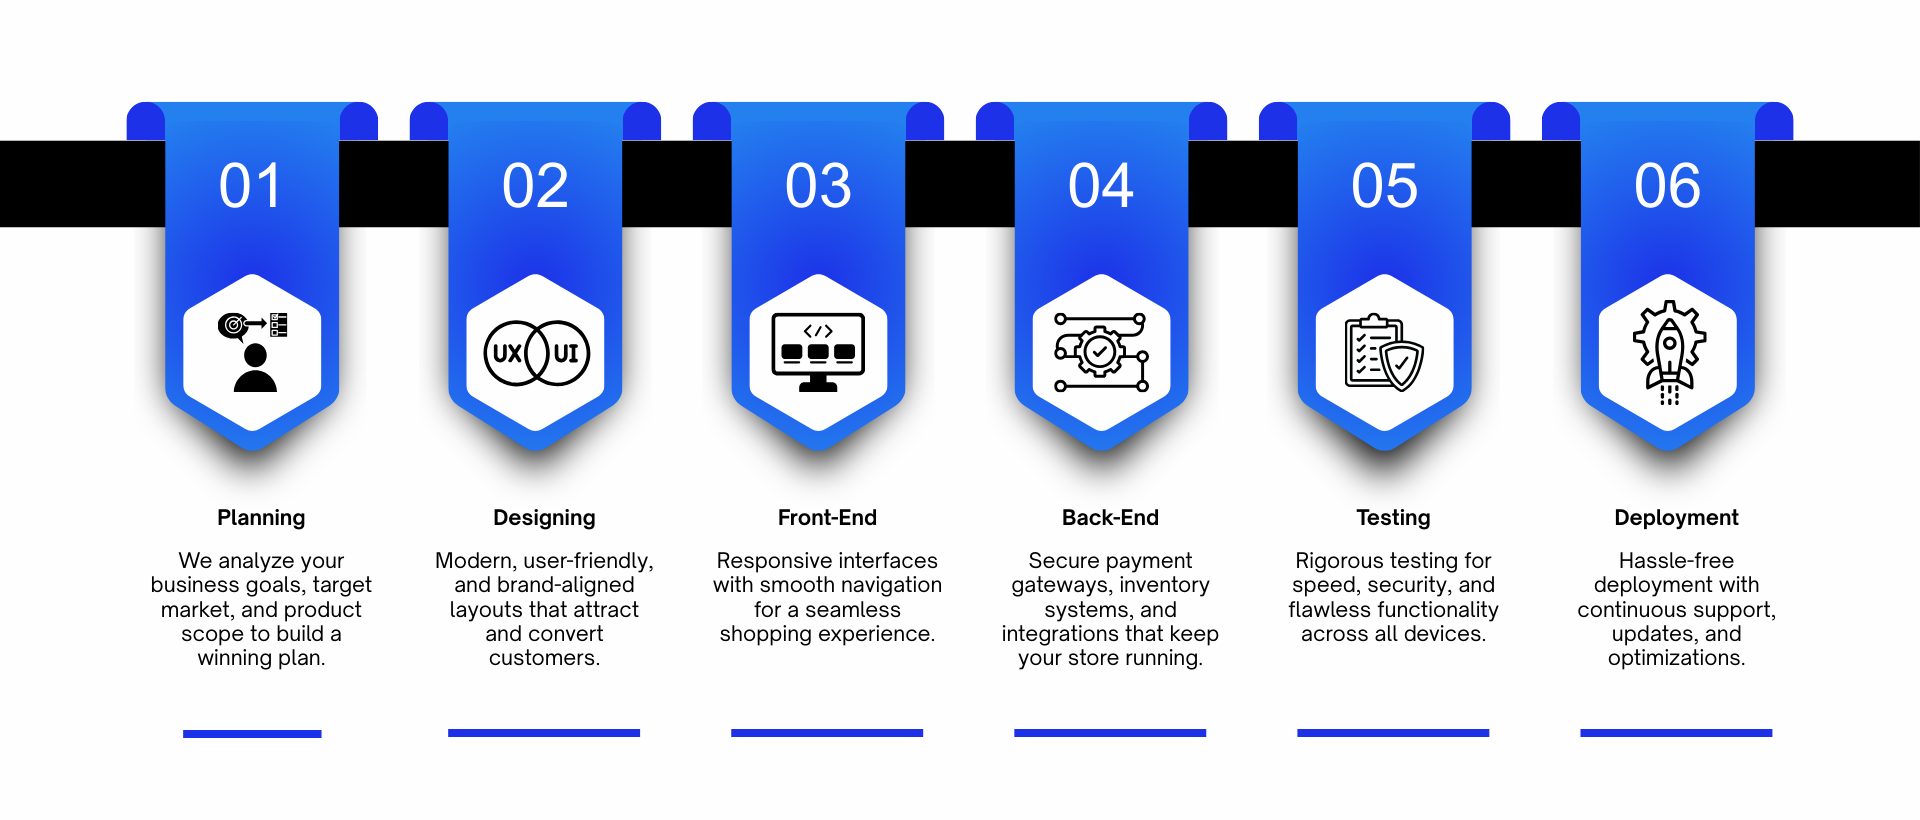 01
02
03
04
05
06
UX UI
</>
Planning
We analyze your
business goals, target
market, and product
scope to build a
winning plan.
Designing
Modern, user-friendly,
and brand-aligned
layouts that attract
and convert
customers.
Front-End
Responsive interfaces
with smooth navigation
for a seamless
shopping experience.
Back-End
Secure payment
gateways, inventory
systems, and
integrations that keep
your store running.
Testing
Rigorous testing for
speed, security, and
flawless functionality
across all devices.
Deployment
Hassle-free
deployment with
continuous support,
updates, and
optimizations.